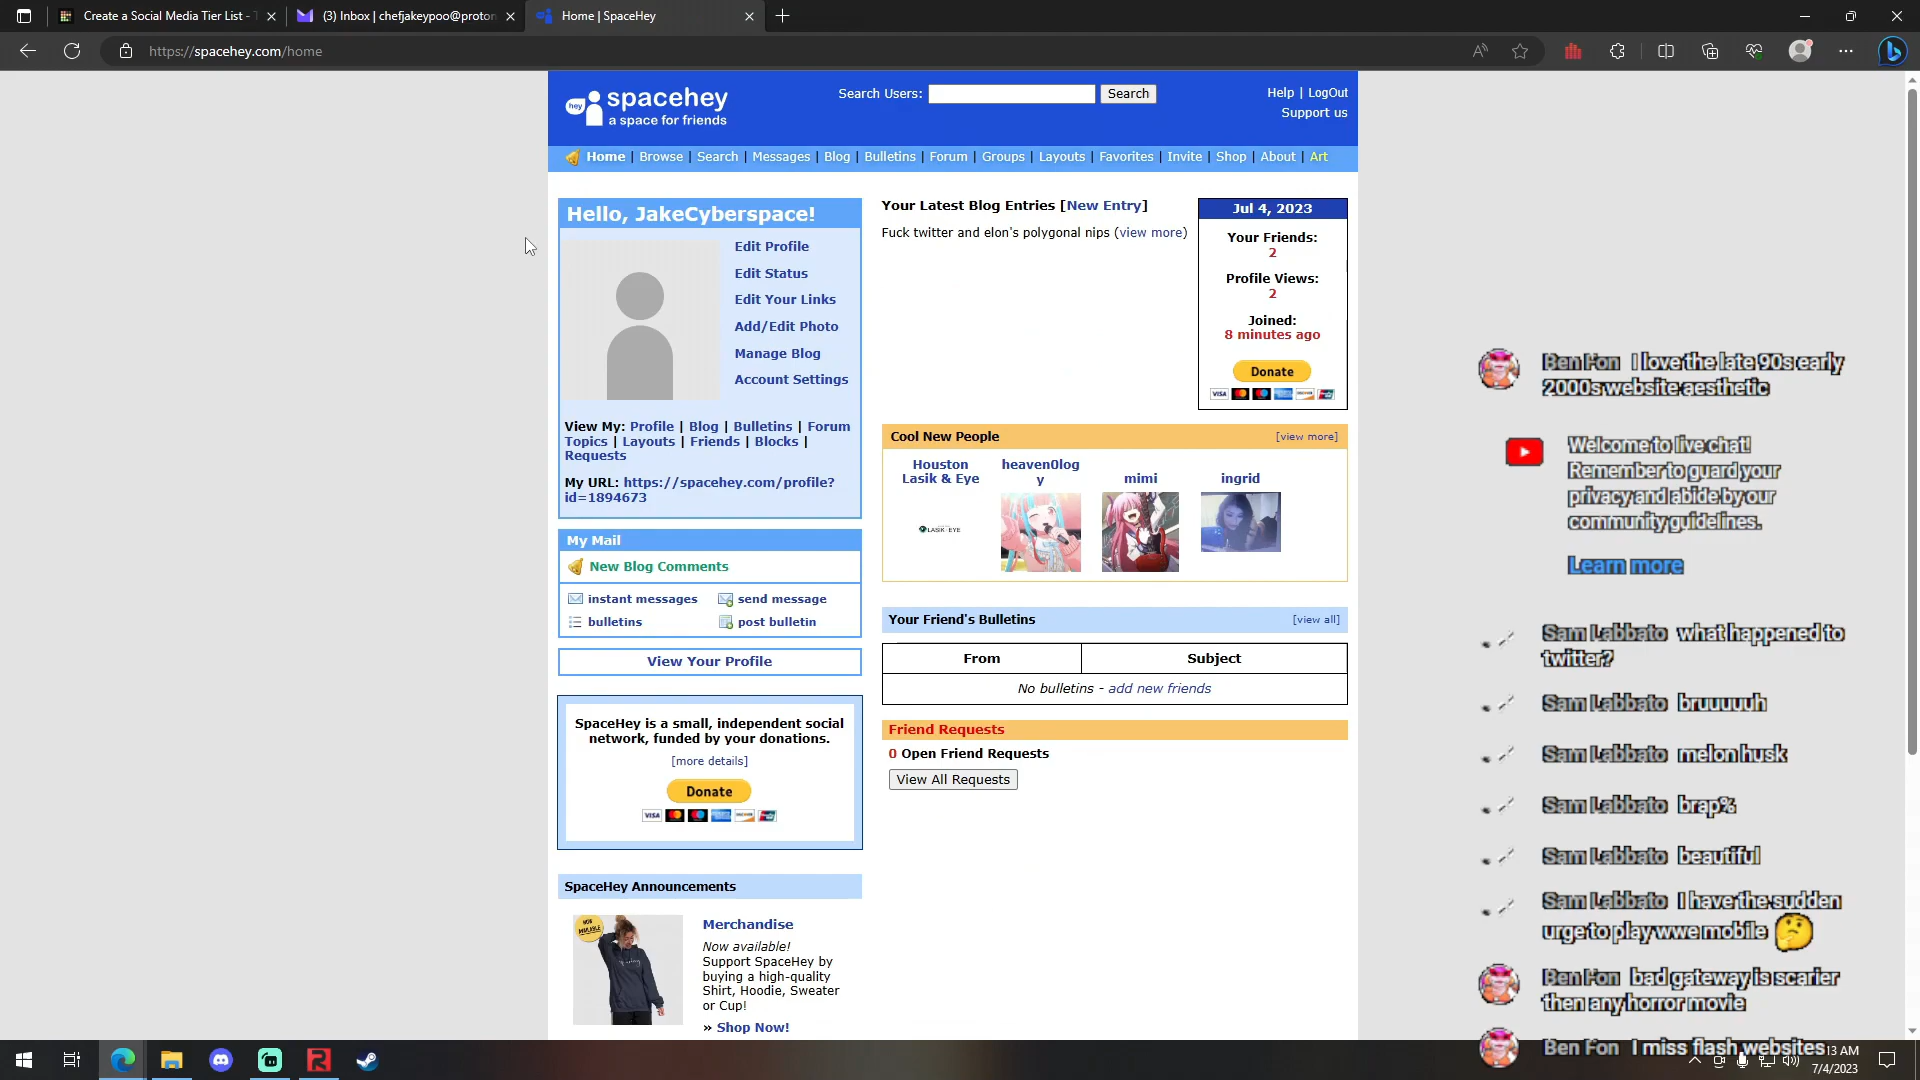 Create a Social Media Tier List - T
(3) Inbox | chefjakeypoo@proton
Home | SpaceHey
https://spacehey.com/home
hey
spacehey
a space for friends
Search Users:
Search
Help | LogOut
Support us
Home | Browse | Search | Messages | Blog | Bulletins | Forum | Groups | Layouts | Favorites | Invite | Shop | About | Art
Hello, JakeCyberspace!
Edit Profile
Edit Status
Edit Your Links
Add/Edit Photo
Manage Blog
Account Settings
View My: Profile | Blog | Bulletins | Forum
Topics | Layouts | Friends | Blocks |
Requests
My URL: https://spacehey.com/profile?
id=1894673
My Mail
New Blog Comments
instant messages
send message
bulletins
post bulletin
View Your Profile
SpaceHey is a small, independent social
network, funded by your donations.
[more details]
Donate
VISA
SpaceHey Announcements
NOW
AVAILABLE!
Merchandise
Now available!
Support SpaceHey by
buying a high-quality
Shirt, Hoodie, Sweater
or Cup!
» Shop Now!
Your Latest Blog Entries [New Entry]
Fuck twitter and elon's polygonal nips (view more)
Jul 4, 2023
Your Friends:
2
Profile Views:
2
Joined:
8 minutes ago
Donate
VISA
Cool New People
[view more]
Houston
Lasik & Eye
LASIK EYE
heaven0log
y
mimi
ingrid
Your Friend's Bulletins
[view all]
From
Subject
No bulletins - add new friends
Friend Requests
0 Open Friend Requests
View All Requests
Ben Fon I love the late 90s early
2000s website aesthetic
Welcome to live chat!
Remember to guard your
privacy and abide by our
community guidelines.
Learn more
Sam Labbato what happened to
twitter?
Sam Labbato bruuuuuh
Sam Labbato melon husk
Sam Labbato brap%
Sam Labbato beautiful
Sam Labbato I have the sudden
urge to play wwe mobile
Ben Fon bad gateway is scarier
then any horror movie
Ben Fon I miss flash websites
13 AM
7/4/2023